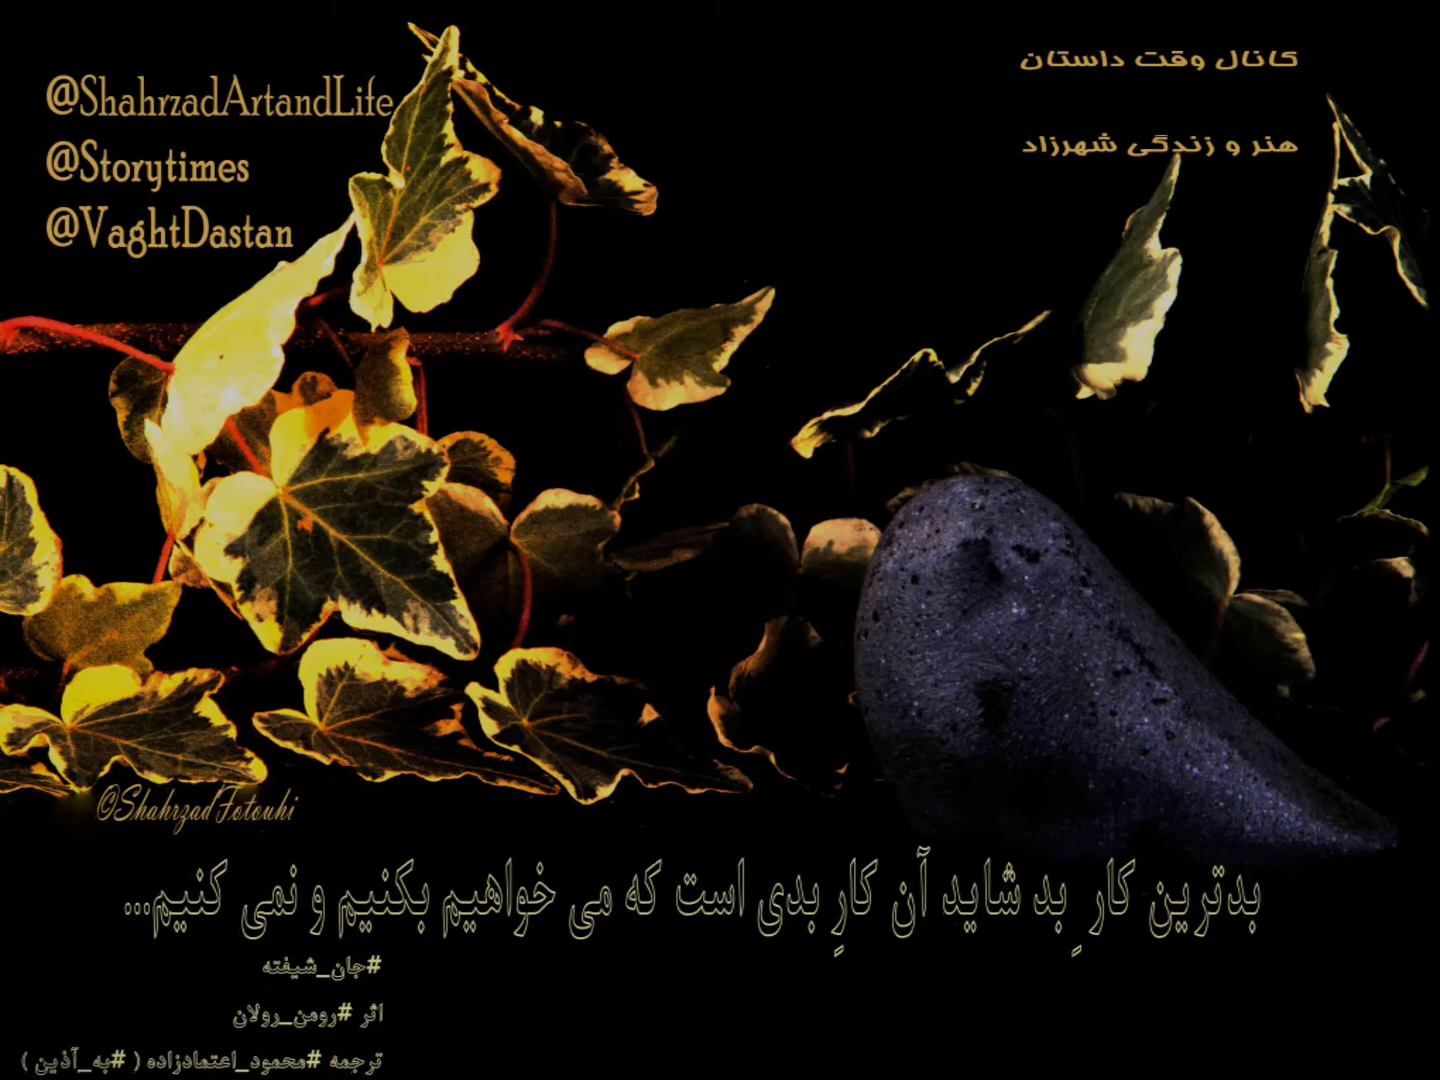 @ShahrzadArtandLife
@Storytimes
@VaghtDastan
کانال وقت داستان
هنر و زندگی شهرزاد
©ShahrzadFotouhi
بدترین کار ِ بد شاید آن کارِ بدی است که می خواهیم بکنیم و نمی کنیم...
#جان_شیفته
اثر #رومن_رولان
ترجمه #محمود_اعتمادزاده ( #به_آذین )